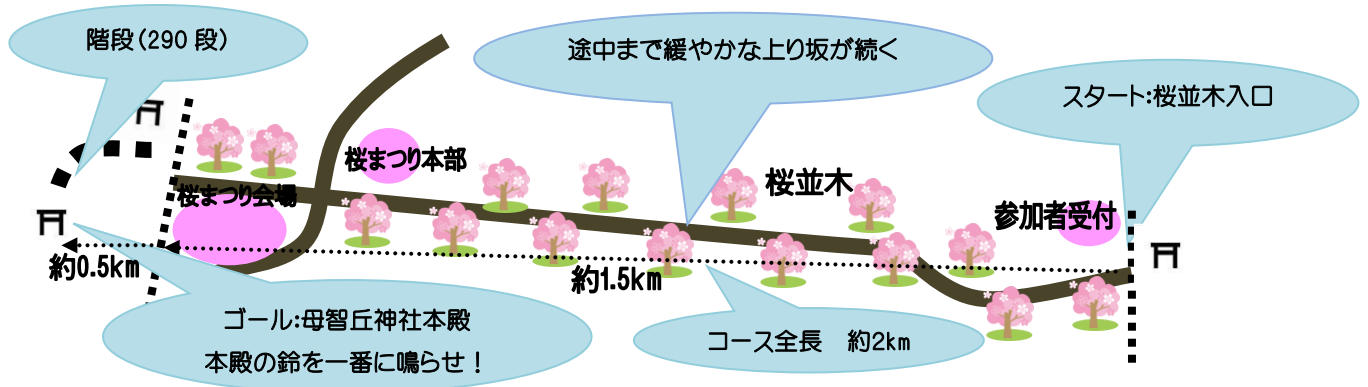 階段(290段)
途中まで緩やかな上り坂が続く
スタート:桜並木入口
桜まつり本部
桜並木
桜まつり会場
参加者受付
約0.5km
約1.5km
ゴール:母智丘神社本殿
本殿の鈴を一番に鳴らせ!
コース全長 約2km